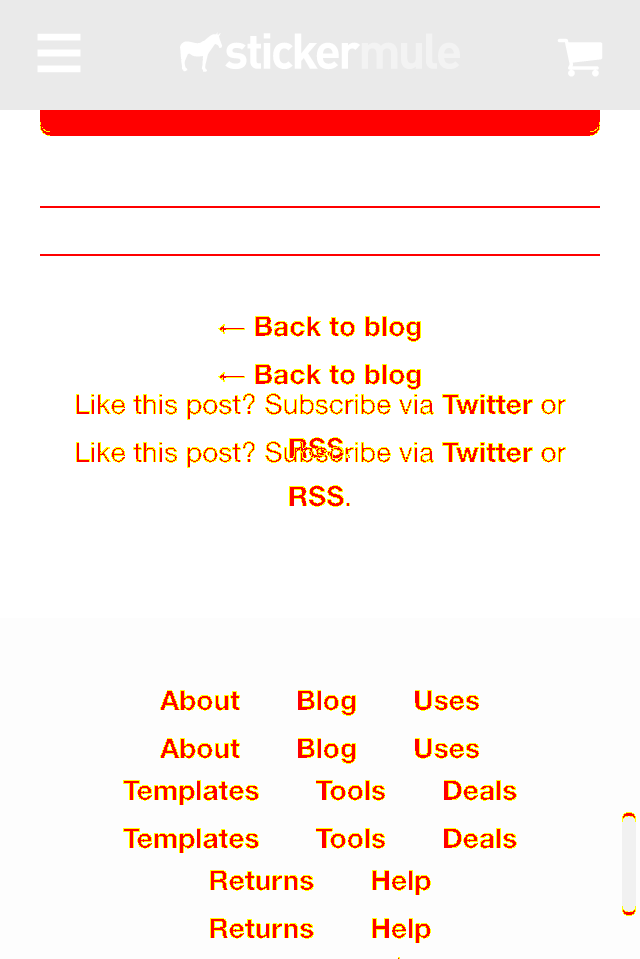 stickermule
← Back to blog
← Back to blog
Like this post? Subscribe via Twitter or
RSS.
Like this post? Subscribe via Twitter or
RSS.
About Blog Uses
About Blog Uses
Templates Tools Deals
Templates Tools Deals
Returns Help
Returns Help